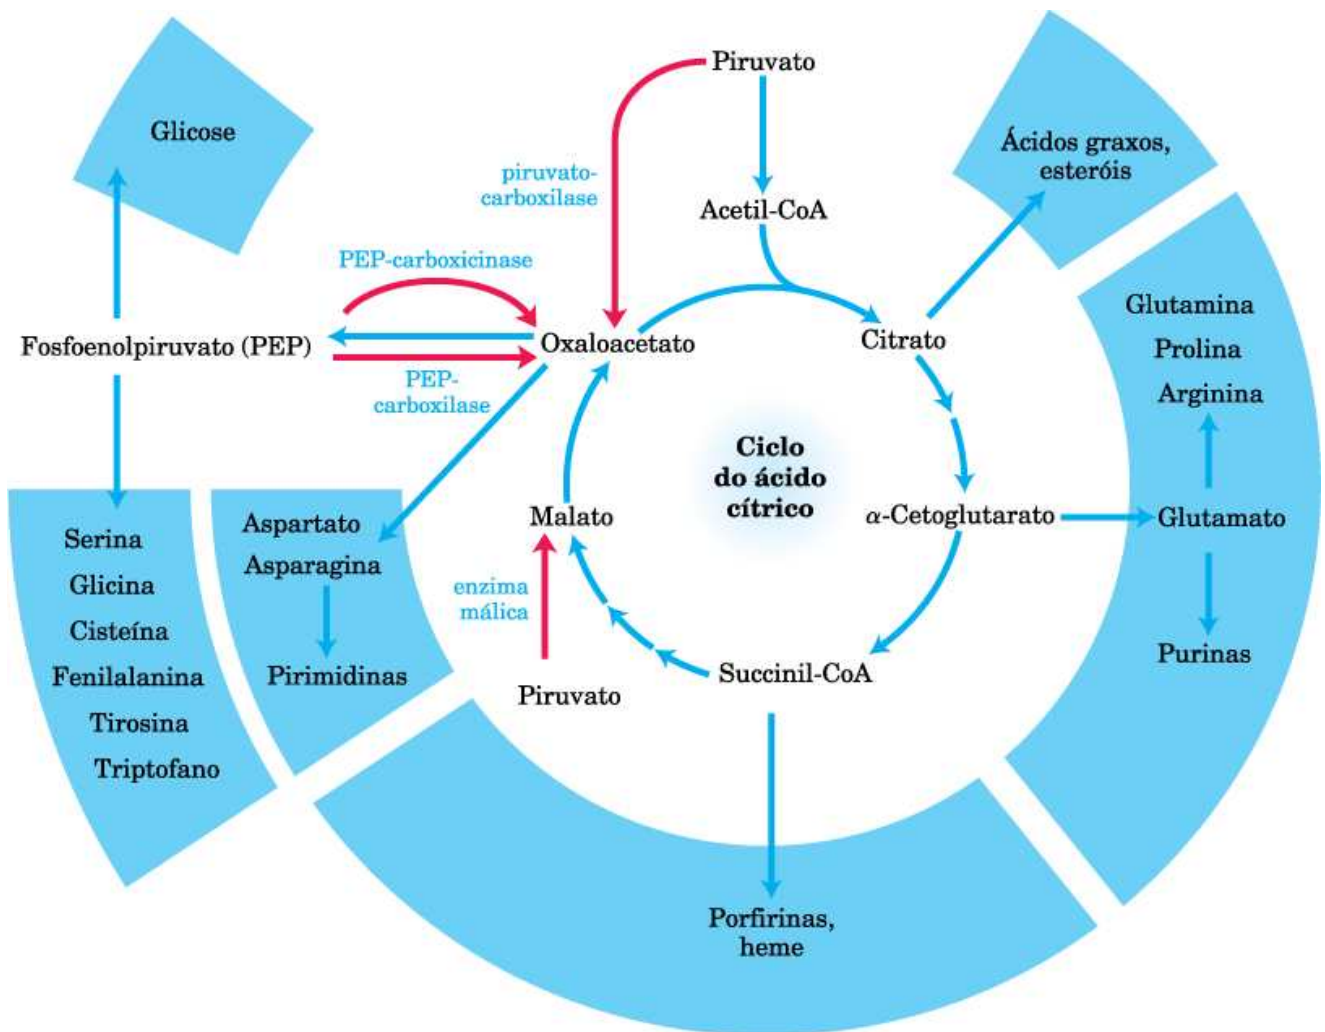 Piruvato
Glicose
Ácidos graxos,
esteróis
piruvato-
carboxilase
Acetil-CoA
PEP-carboxicinase
Fosfoenolpiruvato (PEP)
Oxaloacetato
Citrato
PEP-
carboxilase
Glutamina
Prolina
Arginina
Ciclo
do ácido
cítrico
Malato
α-Cetoglutarato
Glutamato
Purinas
Serina
Glicina
Cisteína
Fenilalanina
Tirosina
Triptofano
Aspartato
Asparagina
Pirimidinas
enzima
málica
Piruvato
Succinil-CoA
Porfirinas,
heme